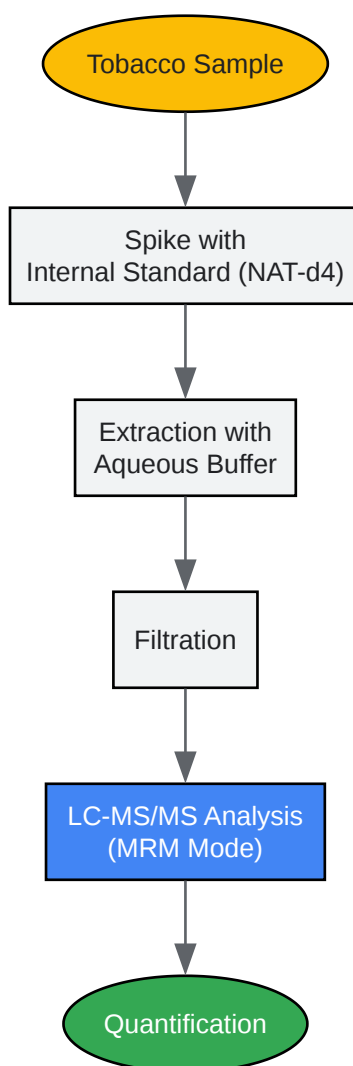 Tobacco Sample
Spike with
Internal Standard (NAT-d4)
Extraction with
Aqueous Buffer
Filtration
LC-MS/MS Analysis
(MRM Mode)
Quantification